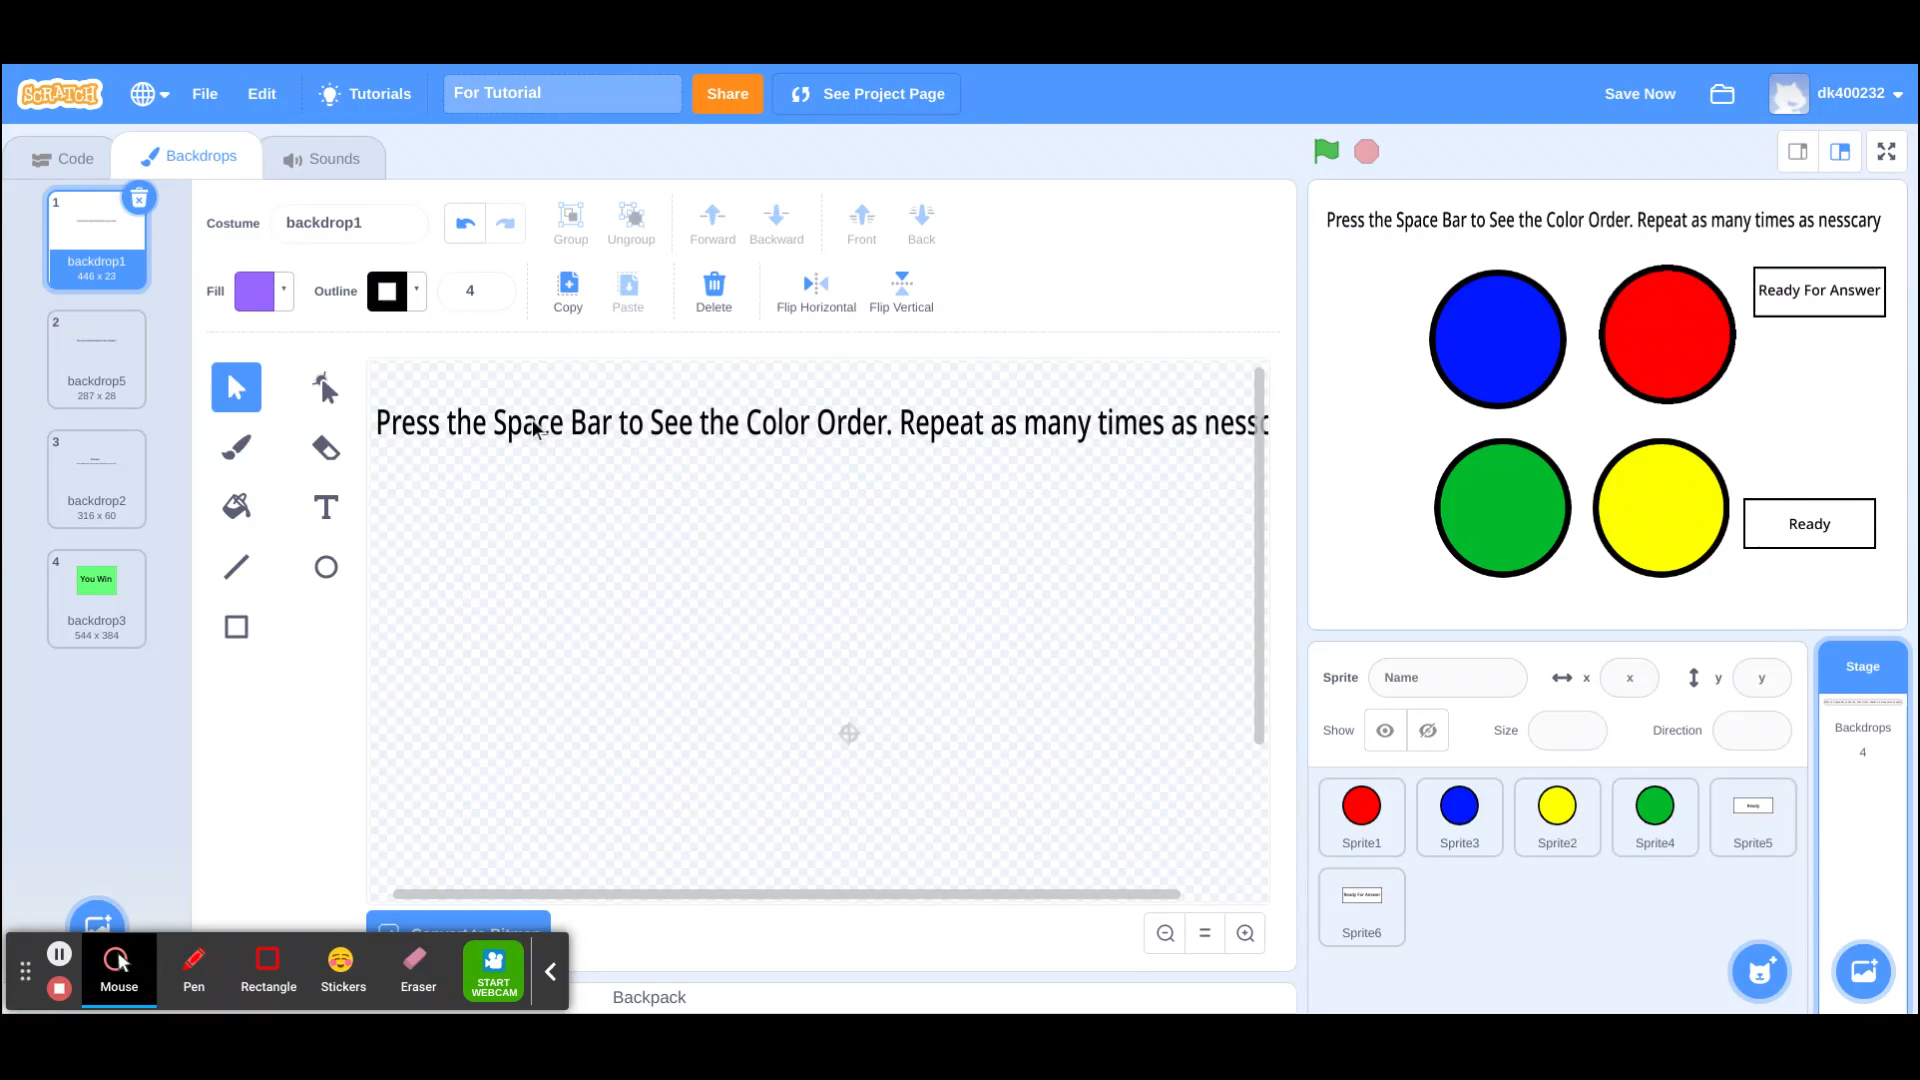 SCRATCH File Edit Tutorials For Tutorial Share See Project Page Save Now dk400232
Code Backdrops Sounds
1
backdrop1
446 x 23
2
backdrop5
287 x 28
3
backdrop2
316 x 60
4
You Win
backdrop3
544 x 384
Costume backdrop1 Group Ungroup Forward Backward Front Back
Fill Outline 4 Copy Paste Delete Flip Horizontal Flip Vertical
Press the Space Bar to See the Color Order. Repeat as many times as nessc
Press the Space Bar to See the Color Order. Repeat as many times as nesscary
Ready For Answer
Ready
Sprite Name x x y y
Show Size Direction
Stage
Backdrops
4
Sprite1 Sprite3 Sprite2 Sprite4 Ready Sprite5
Ready For Answer
Sprite6
Mouse Pen Rectangle Stickers Eraser START WEBCAM
Backpack